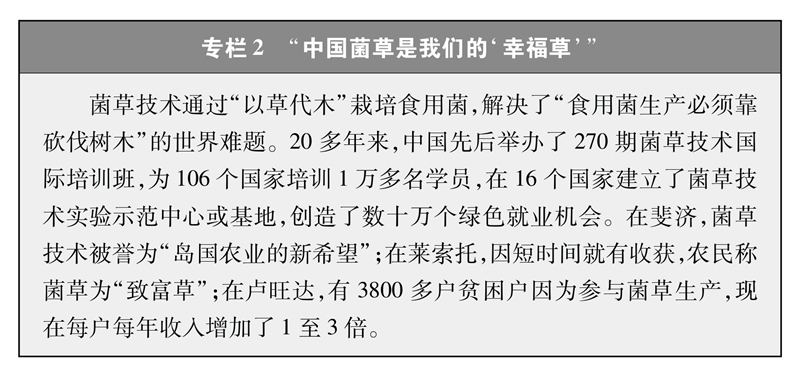 专栏2 “中国菌草是我们的‘幸福草’”
菌草技术通过“以草代木”栽培食用菌,解决了“食用菌生产必须靠
砍伐树木”的世界难题。20多年来,中国先后举办了270期菌草技术国
际培训班,为106个国家培训1万多名学员,在16个国家建立了菌草技
术实验示范中心或基地,创造了数十万个绿色就业机会。在斐济,菌草
技术被誉为“岛国农业的新希望”;在莱索托,因短时间就有收获,农民称
菌草为“致富草”;在卢旺达,有3800多户贫困户因为参与菌草生产,现
在每户每年收入增加了1至3倍。